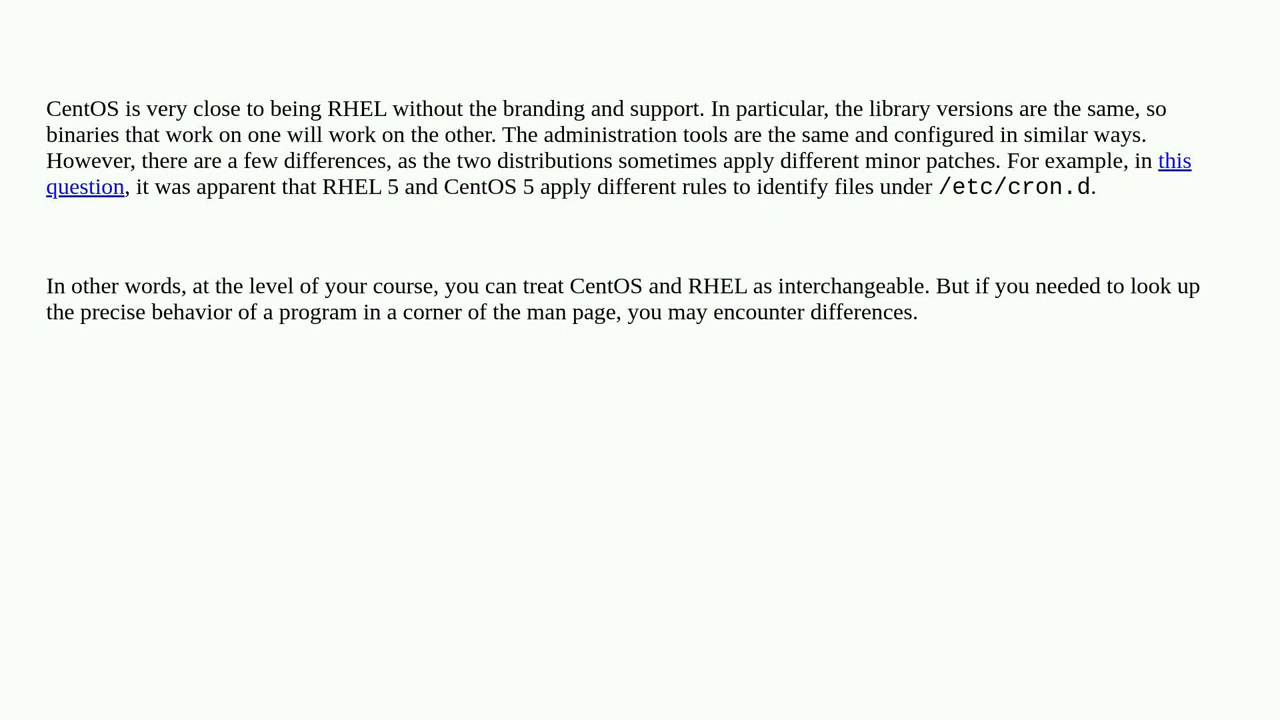 CentOS is very close to being RHEL without the branding and support. In particular, the library versions are the same, so
binaries that work on one will work on the other. The administration tools are the same and configured in similar ways.
However, there are a few differences, as the two distributions sometimes apply different minor patches. For example, in this
question, it was apparent that RHEL 5 and CentOS 5 apply different rules to identify files under /etc/cron.d.
In other words, at the level of your course, you can treat CentOS and RHEL as interchangeable. But if you needed to look up
the precise behavior of a program in a corner of the man page, you may encounter differences.